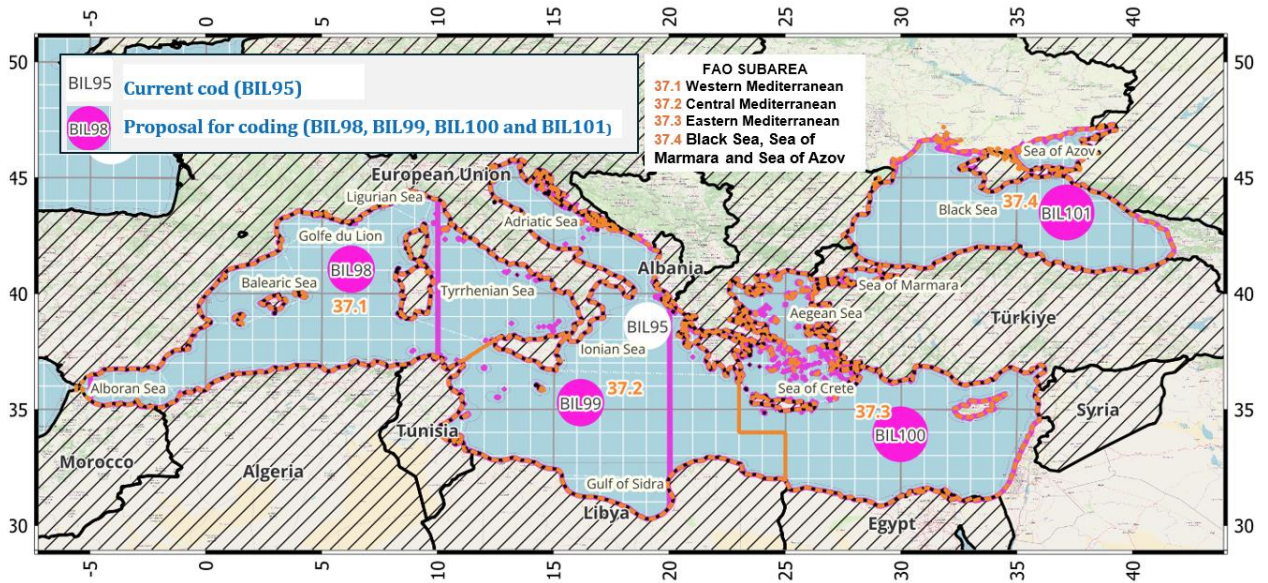 -5 0 5 10 15 20 25 30 35 40
50 50
BIL95 Current cod (BIL95)
BIL98 Proposal for coding (BIL98, BIL99, BIL100 and BIL101)
FAO SUBAREA
37.1 Western Mediterranean
37.2 Central Mediterranean
37.3 Eastern Mediterranean
37.4 Black Sea, Sea of
Marmara and Sea of Azov
Sea of Azov
45 45
European Union
Ligurian Sea
37.4
Black Sea
BIL101
Adriatic Sea
Golfe du Lion
BIL98
Albania
Balearic Sea
Tyrrhenian Sea
Sea of Marmara
40 40
37.1
Aegean Sea
Türkiye
BIL95
Ionian Sea
Alboran Sea
37.2
Sea of Crete
35 35
BIL99
37.3
Syria
Tunisia
BIL100
Morocco
Algeria
Gulf of Sidra
Libya
Egypt
30 30
-5 0 5 10 15 20 25 30 35 40